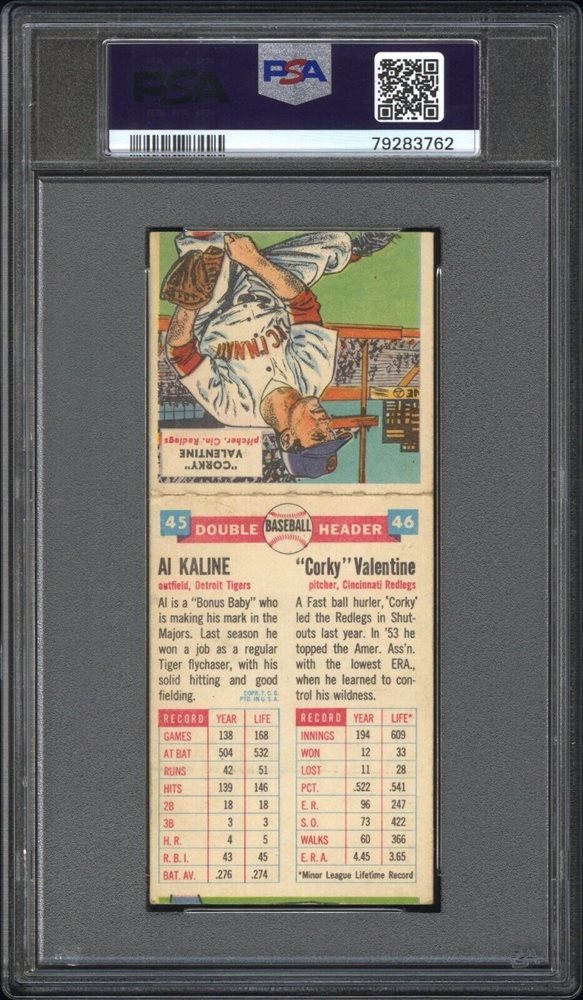 PSA
PSA
79283762
CINCINNATI
"CORKY"
VALENTINE
pitcher, Cin. Redlegs
45 DOUBLE BASEBALL HEADER 46
Al KALINE
outfield, Detroit Tigers
Al is a "Bonus Baby" who
is making his mark in the
Majors. Last season he
won a job as a regular
Tiger flychaser, with his
solid hitting and good
fielding.
COPR. T. C. G.
PTD. IN U. S. A.
RECORD YEAR LIFE
GAMES 138 168
AT BAT 504 532
RUNS 42 51
HITS 139 146
2B 18 18
3B 3 3
H. R. 4 5
R. B. I. 43 45
BAT. AV. .276 .274
"Corky" Valentine
pitcher, Cincinnati Redlegs
A Fast ball hurler, 'Corky'
led the Redlegs in Shut-
outs last year. In '53 he
topped the Amer. Ass'n.
with the lowest ERA.,
when he learned to con-
trol his wildness.
RECORD YEAR LIFE*
INNINGS 194 609
WON 12 33
LOST 11 28
PCT. .522 .541
E. R. 96 247
S. O. 73 422
WALKS 60 366
E. R. A. 4.45 3.65
*Minor League Lifetime Record